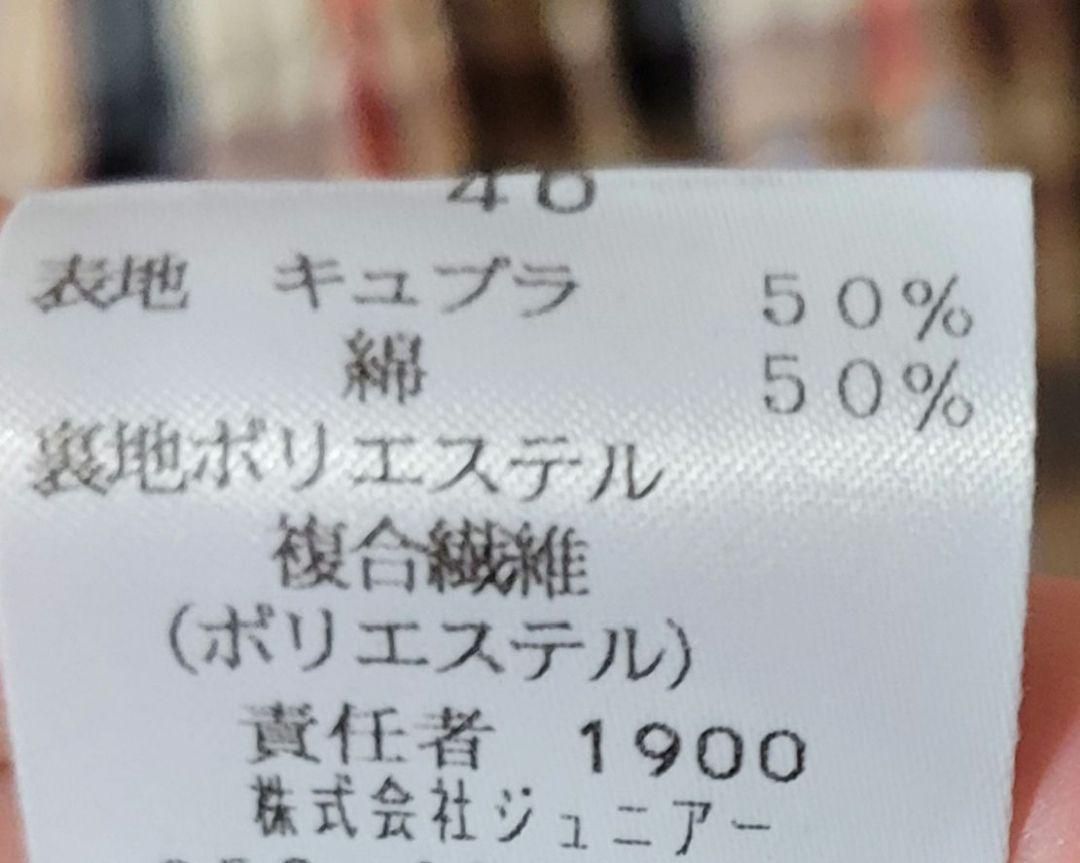 表地　キュプラ　５０％
綿　５０％
裏地ポリエステル
複合繊維
（ポリエステル）
責任者　1900
株式会社ジュニアー